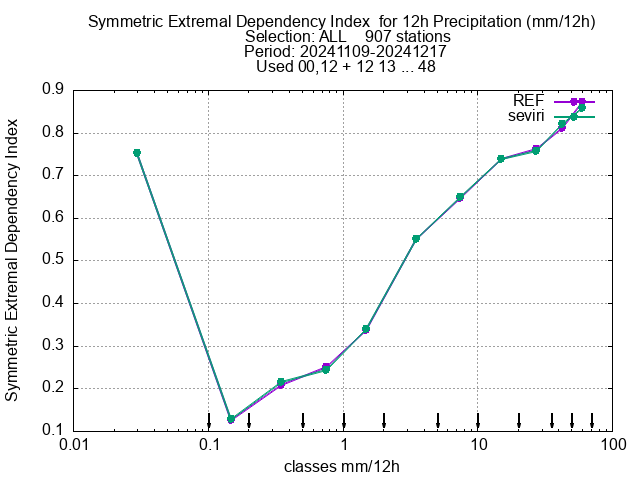 Symmetric Extremal Dependency Index  for 12h Precipitation (mm/12h)
Selection: ALL    907 stations
Period: 20241109-20241217
Used 00,12 + 12 13 ... 48
REF
seviri
0.9
0.8
0.7
0.6
0.5
0.4
0.3
0.2
0.1
Symmetric Extremal Dependency Index
0.01
0.1
1
10
100
classes mm/12h